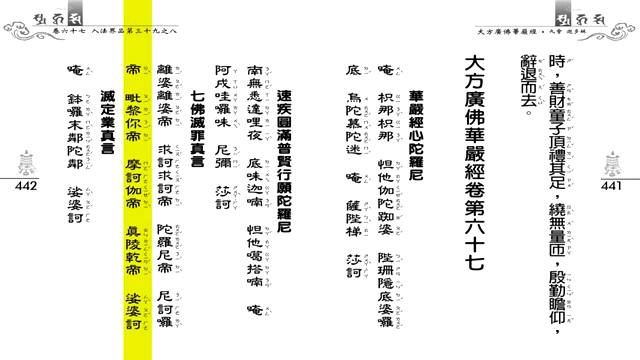 大方廣佛華嚴經‧九會 逝多林
時，善財童子頂禮其足，繞無量匝，殷勤瞻仰，
辭退而去。
大方廣佛華嚴經卷第六十七
華嚴經心陀羅尼
唵 枳那枳那 怛他伽陀踟婆 陛珊隱底婆囉
底 烏陀慕陀迷 唵 薩陛梯 莎訶
441
卷六十七 入法界品第三十九之八
速疾圓滿普賢行願陀羅尼
南無悉達哩夜 底㖿迦喃 怛他噶搭喃 唵
阿戌哇囉㖿 尼彌 莎訶
七佛滅罪真言
離婆離婆帝 求訶求訶帝 陀羅尼帝 尼訶囉
帝 毗黎你帝 摩訶伽帝 真陵乾帝 娑婆訶
滅定業真言
唵 鉢囉末鄰陀鄰 娑婆訶
442